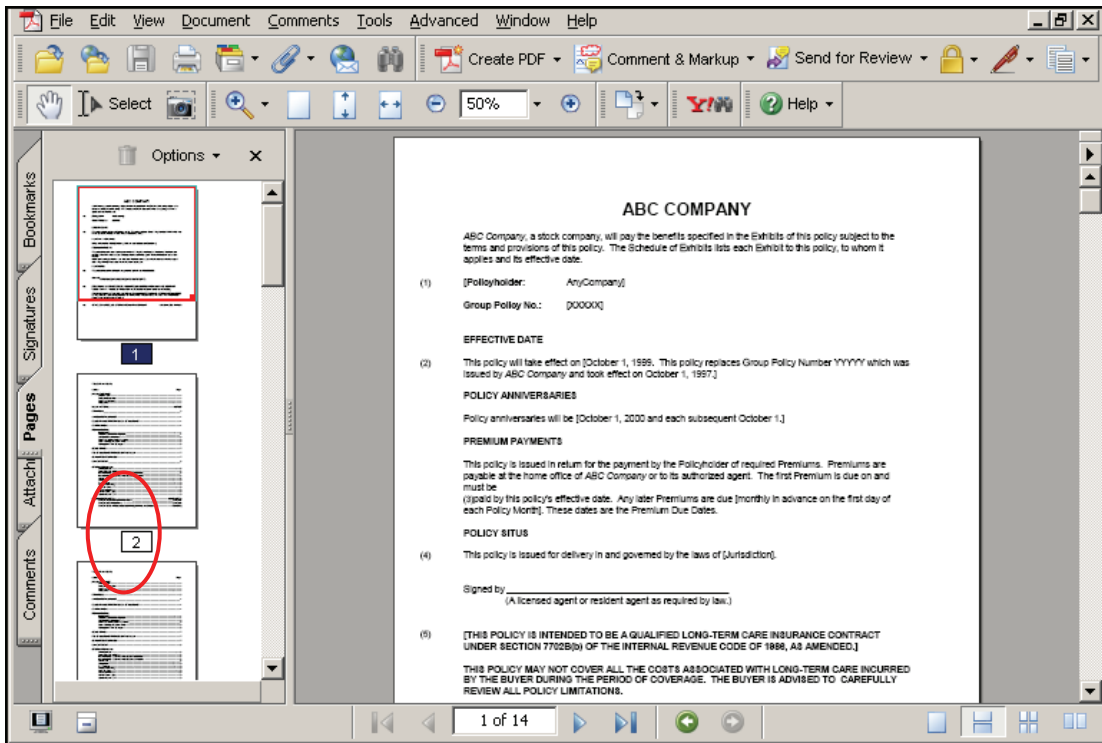 File Edit View Document Comments Tools Advanced Window Help
Create PDF Comment & Markup Send for Review
Select 50% Y! Help
Options x
Bookmarks
Signatures
Pages
Attach
Comments
1
2
ABC COMPANY
ABC Company, a stock company, will pay the benefits specified in the Exhibits of this policy subject to the
terms and provisions of this policy. The Schedule of Exhibits lists each Exhibit to this policy, to whom it
applies and its effective date.
(1) [Policyholder: AnyCompany]
Group Policy No.: [XXXXX]
EFFECTIVE DATE
(2) This policy will take effect on [October 1, 1999. This policy replaces Group Policy Number YYYYY which was
issued by ABC Company and took effect on October 1, 1997.]
POLICY ANNIVERSARIES
Policy anniversaries will be [October 1, 2000 and each subsequent October 1.]
PREMIUM PAYMENTS
This policy is issued in return for the payment by the Policyholder of required Premiums. Premiums are
payable at the home office of ABC Company or to its authorized agent. The first Premium is due on and
must be
(3)paid by this policy's effective date. Any later Premiums are due [monthly in advance on the first day of
each Policy Month]. These dates are the Premium Due Dates.
POLICY SITUS
(4) This policy is issued for delivery in and governed by the laws of [Jurisdiction].
Signed by
(A licensed agent or resident agent as required by law.)
(5) [THIS POLICY IS INTENDED TO BE A QUALIFIED LONG-TERM CARE INSURANCE CONTRACT
UNDER SECTION 7702B(b) OF THE INTERNAL REVENUE CODE OF 1986, AS AMENDED.]
THIS POLICY MAY NOT COVER ALL THE COSTS ASSOCIATED WITH LONG-TERM CARE INCURRED
BY THE BUYER DURING THE PERIOD OF COVERAGE. THE BUYER IS ADVISED TO CAREFULLY
REVIEW ALL POLICY LIMITATIONS.
1 of 14